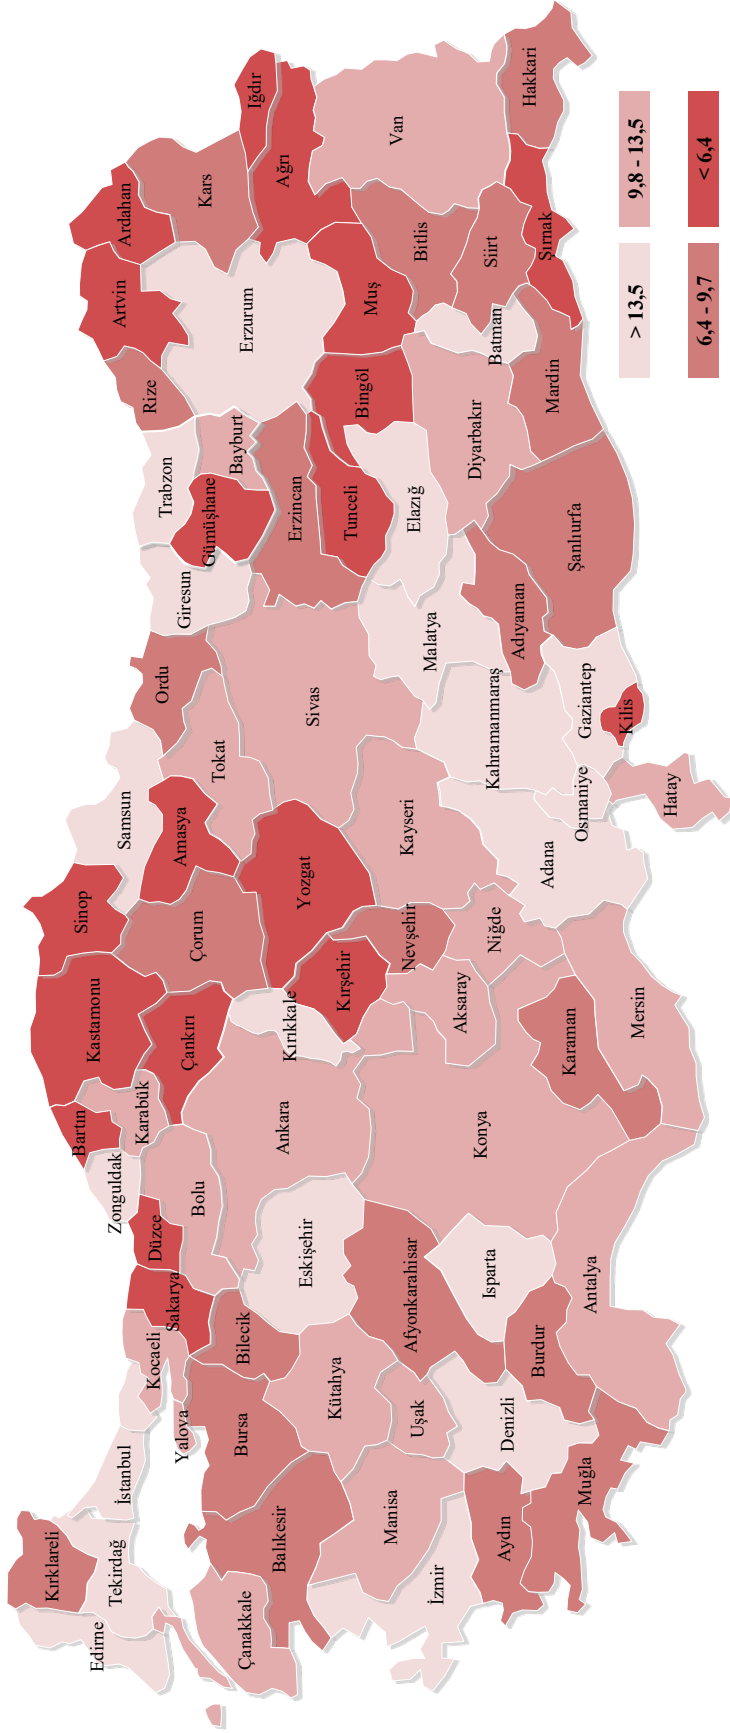 Kırklareli
Edirne
Tekirdağ
İstanbul
Yalova
Kocaeli
Sakarya
Düzce
Zonguldak
Bartın
Karabük
Kastamonu
Çankırı
Sinop
Çorum
Samsun
Amasya
Tokat
Ordu
Giresun
Gümüşhane
Trabzon
Bayburt
Rize
Artvin
Ardahan
Kars
Iğdır
Ağrı
Erzurum
Çanakkale
Balıkesir
Bursa
Bilecik
Bolu
Eskişehir
Ankara
Kırıkkale
Kırşehir
Yozgat
Sivas
Erzincan
Tunceli
Bingöl
Muş
Van
Manisa
Kütahya
Uşak
Afyonkarahisar
Konya
Aksaray
Nevşehir
Niğde
Kayseri
Malatya
Elazığ
Diyarbakır
Batman
Bitlis
Siirt
Hakkari
İzmir
Aydın
Denizli
Muğla
Burdur
Isparta
Antalya
Karaman
Mersin
Adana
Osmaniye
Kahramanmaraş
Gaziantep
Kilis
Hatay
Adıyaman
Şanlıurfa
Mardin
Şırnak
> 13,5
9,8 - 13,5
6,4 - 9,7
< 6,4